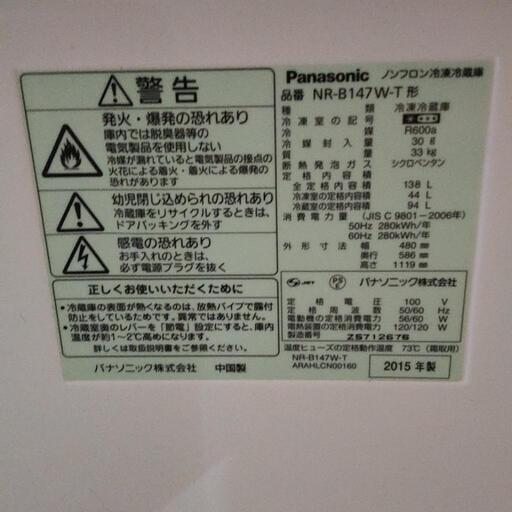 警告
発火・爆発の恐れあり
庫内では脱臭器等の
電気製品を使用しない
冷媒が漏れていると電気製品の接点の
火花による着火・着火による爆発の
恐れがあります
幼児閉じ込められの恐れあり
冷蔵庫をリサイクルするときは、
ドアパッキングを外す
感電の恐れあり
お手入れのときは、
必ず電源プラグを抜く
正しくお使いいただくために
・冷蔵庫の表面が熱くなるのは、放熱パイプで露付
防止をしているためです。異常ではありません。
・冷蔵室奥のレバーを「節電」設定にすると、庫内
温度が約1~2℃高めになります。
詳しくは取扱説明書をご覧ください
パナソニック株式会社 中国製
Panasonic ノンフロン冷凍冷蔵庫
品番 NR-B147W-T 形
種類 冷凍冷蔵庫
冷凍室の記号
冷媒 R600a
冷媒封入量 30 g
質量 33 kg
断熱発泡ガス シクロペンタン
定格内容積
全定格内容積 138 L
冷凍室の定格内容積 44 L
冷蔵室の定格内容積 94 L
消費電力量 (JIS C 9801-2006年)
50Hz 280kWh/年
60Hz 280kWh/年
外形寸法 幅 480 mm
奥行 586 mm
高さ 1119 mm
JET PS E パナソニック株式会社
定格電圧 100 V
定格周波数 50/60 Hz
電動機の定格消費電力 56/60 W
電熱装置の定格消費電力 120/120 W
製造番号 ZS712676
温度ヒューズの定格動作温度 73℃ (霜取用)
NR-B147W-T
ARAHLCN00160
2015 年製